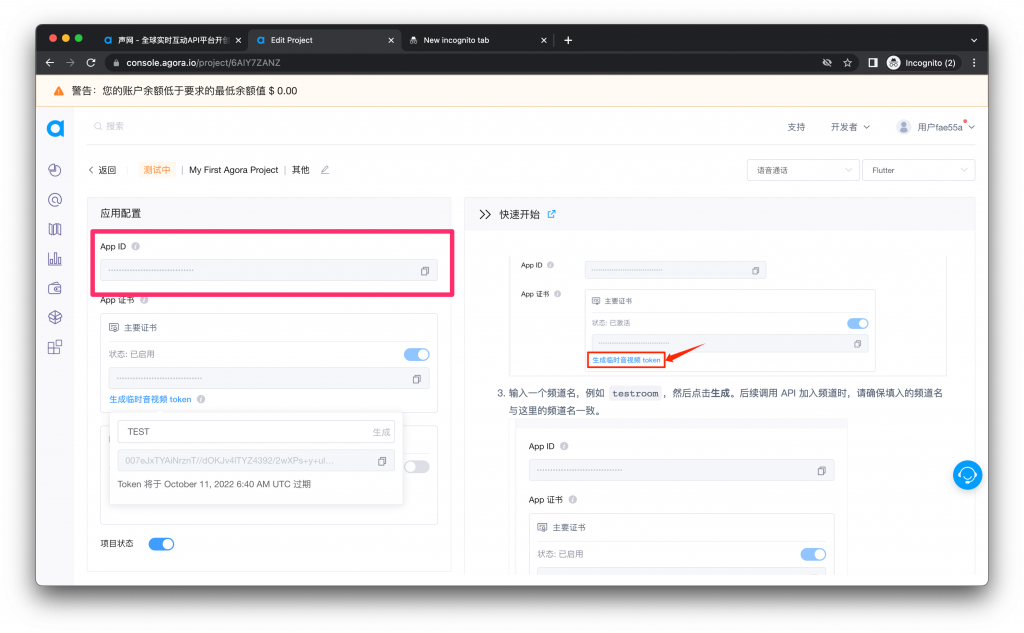 声网 - 全球实时互动API平台开创
Edit Project
New incognito tab
console.agora.io/project/6AIY7ZANZ
Incognito (2)
警告: 您的账户余额低于要求的最低余额值 $ 0.00
搜索
支持
开发者
用户fae55a
返回
测试中
My First Agora Project
其他
语音通话
Flutter
应用配置
App ID
App 证书
主要证书
状态: 已启用
生成临时音视频 token
TEST
生成
007eJxTYAiNrznT//dOKJv4lTYZ4392/2wXPs+y+ul...
Token 将于 October 11, 2022 6:40 AM UTC 过期
项目状态
快速开始
App ID
App 证书
主要证书
状态: 已激活
生成临时音视频 token
3. 输入一个频道名，例如 testroom ，然后点击生成。后续调用 API 加入频道时，请确保填入的频道名
与这里的频道名一致。
App ID
App 证书
主要证书
状态: 已启用